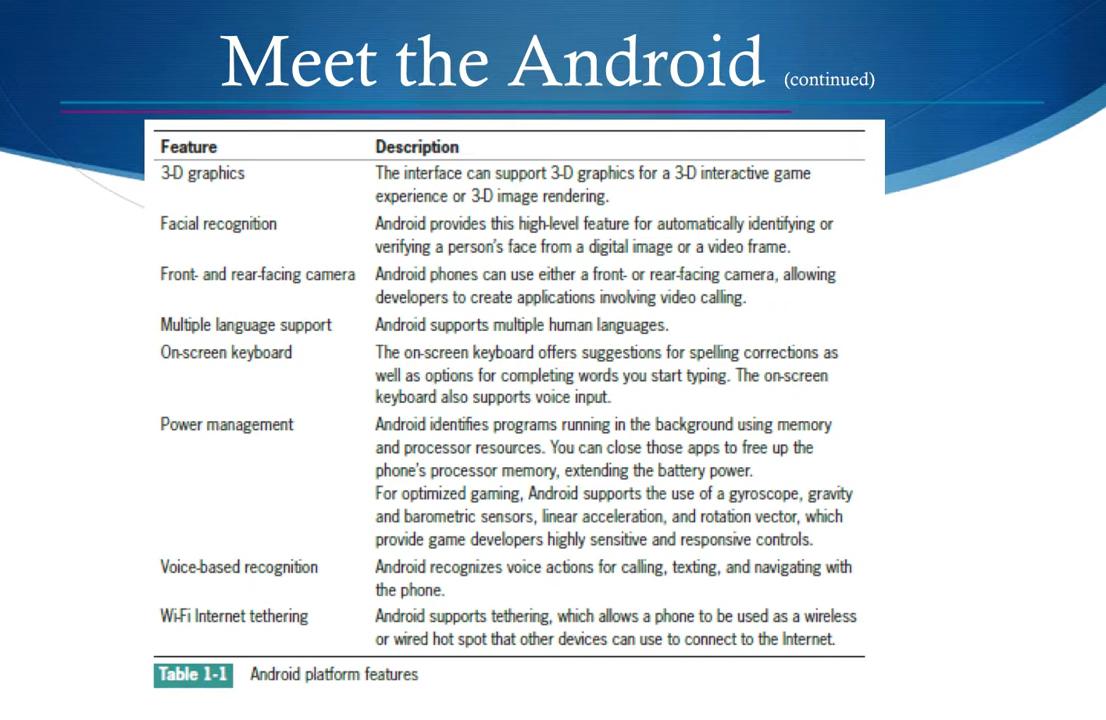 Meet the Android (continued)
Feature Description
3-D graphics The interface can support 3-D graphics for a 3-D interactive game
experience or 3-D image rendering.
Facial recognition Android provides this high-level feature for automatically identifying or
verifying a person's face from a digital image or a video frame.
Front- and rear-facing camera Android phones can use either a front- or rear-facing camera, allowing
developers to create applications involving video calling.
Multiple language support Android supports multiple human languages.
On-screen keyboard The on-screen keyboard offers suggestions for spelling corrections as
well as options for completing words you start typing. The on-screen
keyboard also supports voice input.
Power management Android identifies programs running in the background using memory
and processor resources. You can close those apps to free up the
phone's processor memory, extending the battery power.
For optimized gaming, Android supports the use of a gyroscope, gravity
and barometric sensors, linear acceleration, and rotation vector, which
provide game developers highly sensitive and responsive controls.
Voice-based recognition Android recognizes voice actions for calling, texting, and navigating with
the phone.
Wi-Fi Internet tethering Android supports tethering, which allows a phone to be used as a wireless
or wired hot spot that other devices can use to connect to the Internet.
Table 1-1 Android platform features